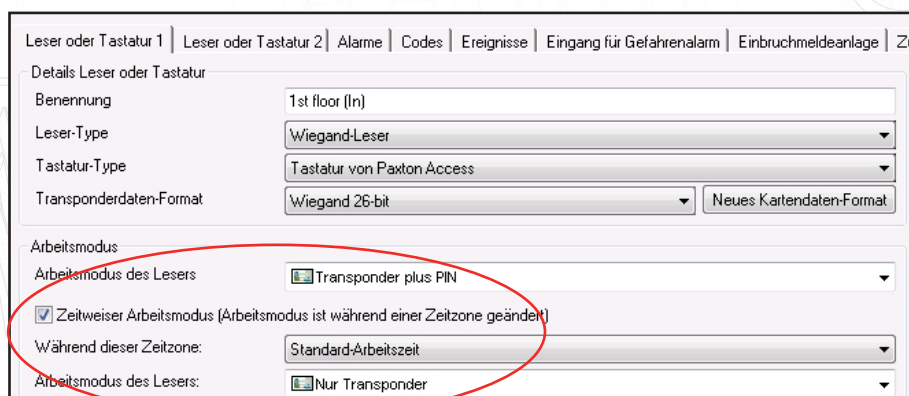 Leser oder Tastatur 1 Leser oder Tastatur 2 Alarme Codes Ereignisse Eingang für Gefahrenalarm Einbruchmeldeanlage
Details Leser oder Tastatur
Benennung 1st floor (In)
Leser-Type Wiegand-Leser
Tastatur-Type Tastatur von Paxton Access
Transponderdaten-Format Wiegand 26-bit Neues Kartendaten-Format
Arbeitsmodus
Arbeitsmodus des Lesers Transponder plus PIN
Zeitweiser Arbeitsmodus (Arbeitsmodus ist während einer Zeitzone geändert)
Während dieser Zeitzone: Standard-Arbeitszeit
Arbeitsmodus des Lesers: Nur Transponder